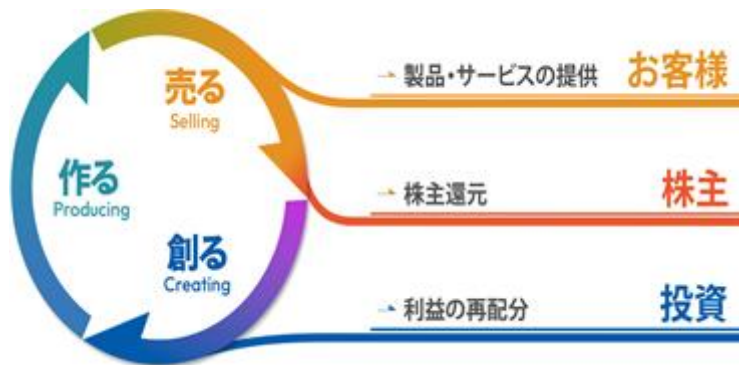 売る
Selling
作る
Producing
創る
Creating
製品・サービスの提供 お客様
株主還元 株主
利益の再配分 投資